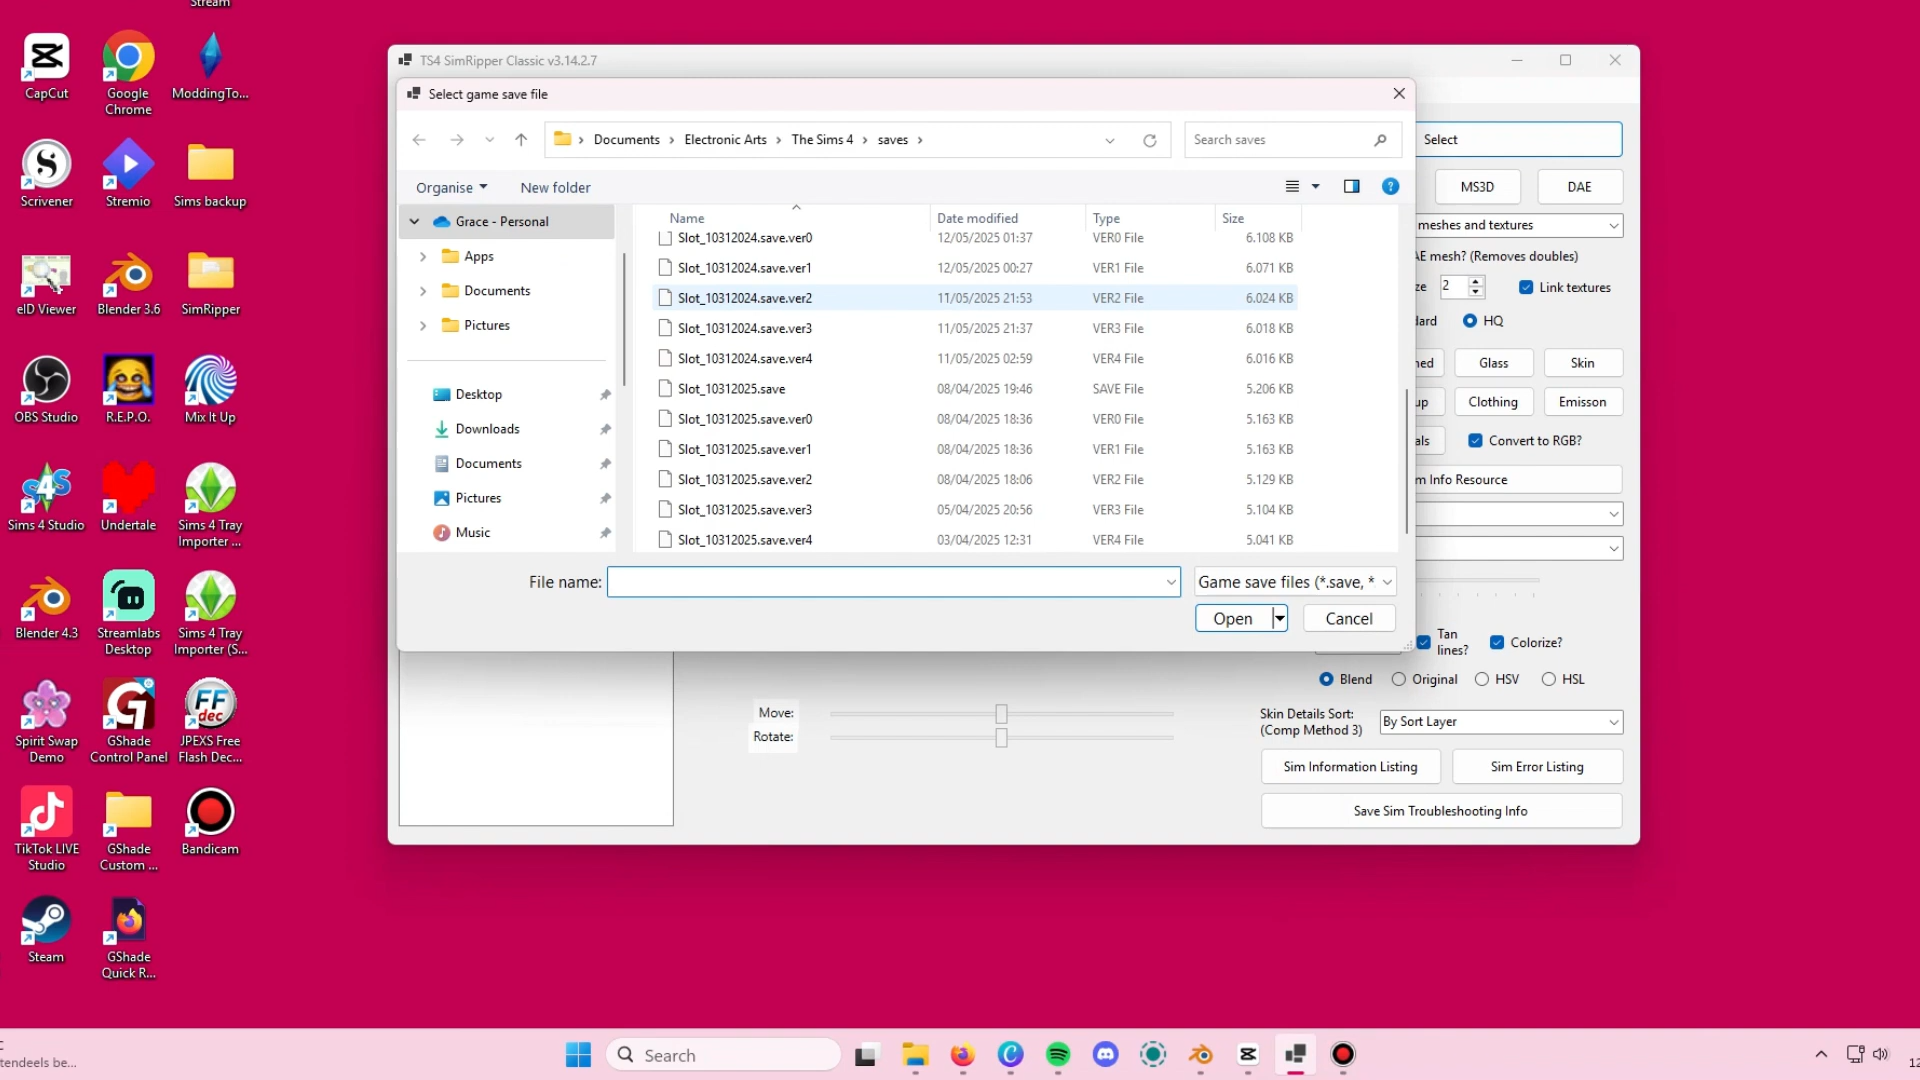 Stream
CapCut
Google
Chrome
ModdingTo...
Scrivener
Stremio
Sims backup
eID Viewer
Blender 3.6
SimRipper
OBS Studio
R.E.P.O.
Mix It Up
Sims 4 Studio
Undertale
Sims 4 Tray
Importer ...
Blender 4.3
Streamlabs
Desktop
Sims 4 Tray
Importer (S...
Spirit Swap
Demo
GShade
Control Panel
JPEXS Free
Flash Dec...
TikTok LIVE
Studio
GShade
Custom ...
Bandicam
Steam
GShade
Quick R...
TS4 SimRipper Classic v3.14.2.7
Select game save file
Documents > Electronic Arts > The Sims 4 > saves >
Search saves
Organise
New folder
Grace - Personal
Apps
Documents
Pictures
Desktop
Downloads
Documents
Pictures
Music
Name Date modified Type Size
Slot_10312024.save.ver0 12/05/2025 01:37 VER0 File 6.108 KB
Slot_10312024.save.ver1 12/05/2025 00:27 VER1 File 6.071 KB
Slot_10312024.save.ver2 11/05/2025 21:53 VER2 File 6.024 KB
Slot_10312024.save.ver3 11/05/2025 21:37 VER3 File 6.018 KB
Slot_10312024.save.ver4 11/05/2025 02:59 VER4 File 6.016 KB
Slot_10312025.save 08/04/2025 19:46 SAVE File 5.206 KB
Slot_10312025.save.ver0 08/04/2025 18:36 VER0 File 5.163 KB
Slot_10312025.save.ver1 08/04/2025 18:36 VER1 File 5.163 KB
Slot_10312025.save.ver2 08/04/2025 18:06 VER2 File 5.129 KB
Slot_10312025.save.ver3 05/04/2025 20:56 VER3 File 5.104 KB
Slot_10312025.save.ver4 03/04/2025 12:31 VER4 File 5.041 KB
File name:
Game save files (*.save, *
Open
Cancel
Select
MS3D
DAE
meshes and textures
AE mesh? (Removes doubles)
ze 2
Link textures
dard
HQ
ned
Glass
Skin
up
Clothing
Emisson
als
Convert to RGB?
m Info Resource
Tan
lines?
Colorize?
Blend
Original
HSV
HSL
Move:
Rotate:
Skin Details Sort:
(Comp Method 3)
By Sort Layer
Sim Information Listing
Sim Error Listing
Save Sim Troubleshooting Info
tendeels be...
Search
12